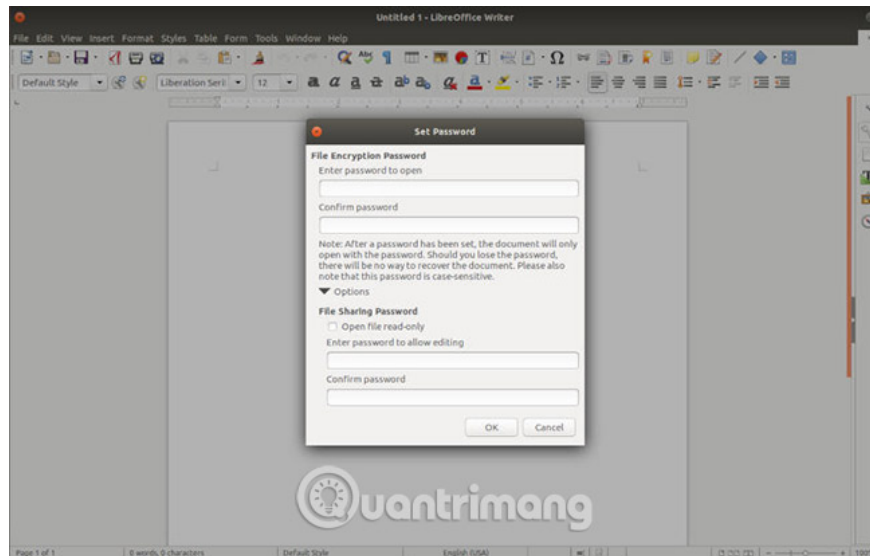 Untitled 1 - LibreOffice Writer
File Edit View Insert Format Styles Table Form Tools Window Help
Default Style Liberation Seri 12
Set Password
File Encryption Password
Enter password to open
Confirm password
Note: After a password has been set, the document will only
open with the password. Should you lose the password,
there will be no way to recover the document. Please also
note that this password is case-sensitive.
Options
File Sharing Password
Open file read-only
Enter password to allow editing
Confirm password
OK Cancel
Quantrimang
Page 1 of 1 0 words, 0 characters Default Style English (USA)